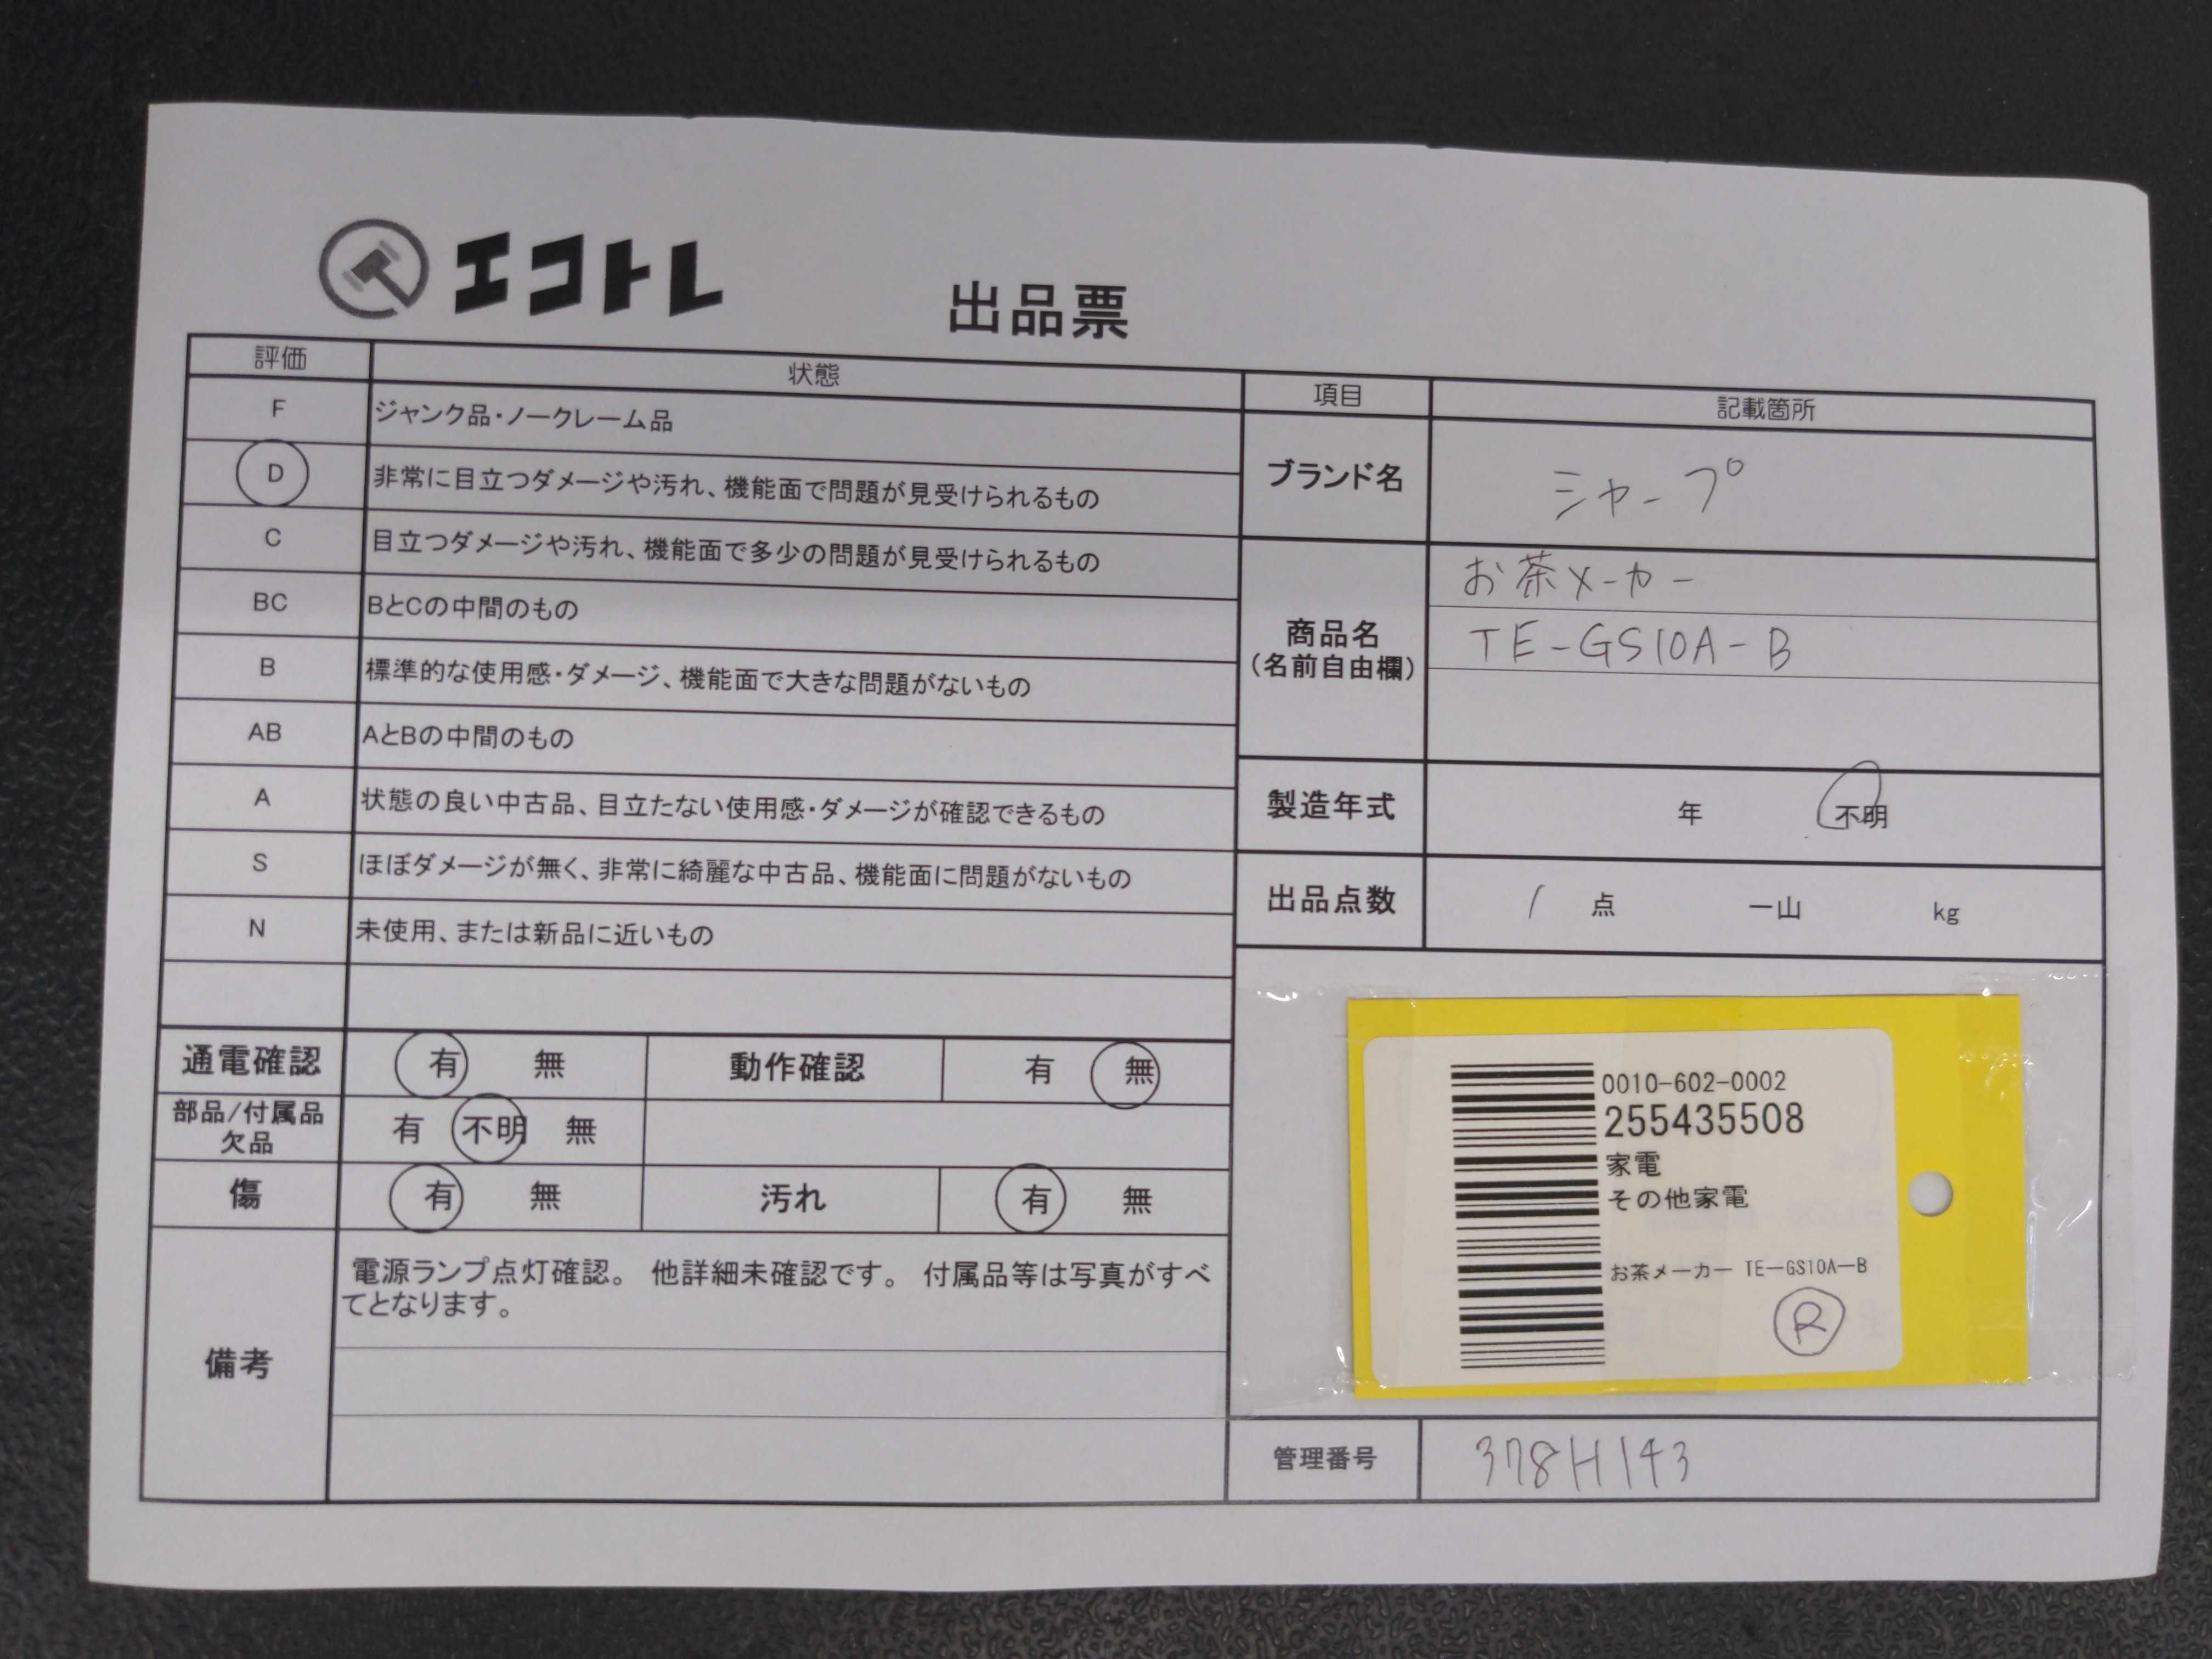 エコトレ
出品票
評価 状態
F ジャンク品・ノークレーム品
D 非常に目立つダメージや汚れ、機能面で問題が見受けられるもの
C 目立つダメージや汚れ、機能面で多少の問題が見受けられるもの
BC BとCの中間のもの
B 標準的な使用感・ダメージ、機能面で大きな問題がないもの
AB AとBの中間のもの
A 状態の良い中古品、目立たない使用感・ダメージが確認できるもの
S ほぼダメージが無く、非常に綺麗な中古品、機能面に問題がないもの
N 未使用、または新品に近いもの
通電確認 有 無 動作確認 有 無
部品/付属品
欠品 有 不明 無
傷 有 無 汚れ 有 無
備考
電源ランプ点灯確認。 他詳細未確認です。 付属品等は写真がすべ
てとなります。
項目 記載箇所
ブランド名 シャープ
商品名
(名前自由欄)
お茶メーカー
TE-GS10A-B
製造年式 年 不明
出品点数 1 点 一山 kg
0010-602-0002
255435508
家電
その他家電
お茶メーカー TE-GS10A-B
R
管理番号 378H143